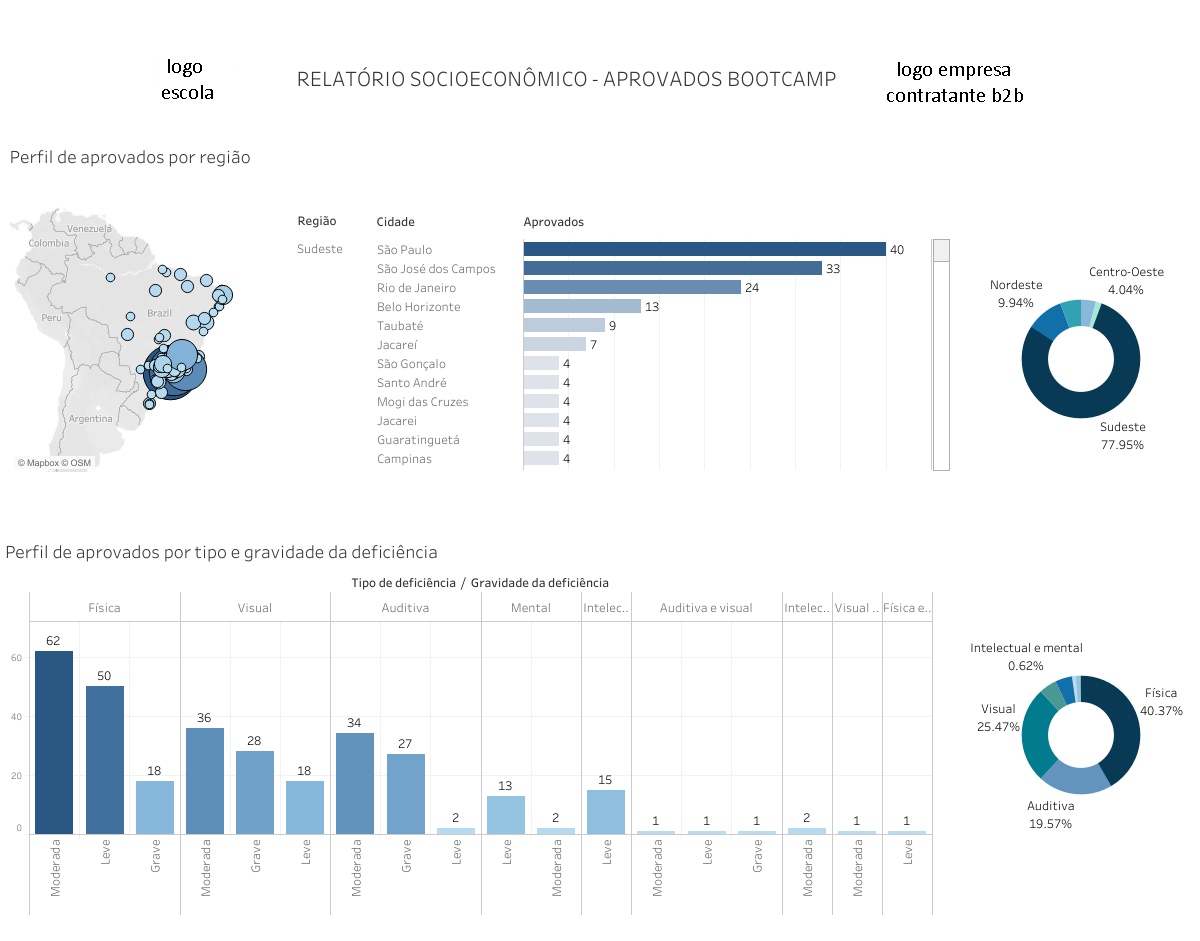 logo
escola
RELATÓRIO SOCIOECONÔMICO - APROVADOS BOOTCAMP
logo empresa
contratante b2b
Perfil de aprovados por região
Venezuela
Colombia
Peru
Brazil
Argentina
© Mapbox © OSM
Região Cidade Aprovados
Sudeste São Paulo 40
São José dos Campos 33
Rio de Janeiro 24
Belo Horizonte 13
Taubaté 9
Jacareí 7
São Gonçalo 4
Santo André 4
Mogi das Cruzes 4
Jacarei 4
Guaratinguetá 4
Campinas 4
Centro-Oeste
4.04%
Nordeste
9.94%
Sudeste
77.95%
Perfil de aprovados por tipo e gravidade da deficiência
Tipo de deficiência / Gravidade da deficiência
Física Visual Auditiva Mental Intelec.. Auditiva e visual Intelec.. Visual .. Física e..
60
40
20
0
62 50 18 36 28 18 34 27 2 13 2 15 1 1 1 2 1 1
Moderada Leve Grave Moderada Grave Leve Moderada Grave Leve Leve Moderada Leve Moderada Leve Grave Moderada Moderada Leve
Intelectual e mental
0.62%
Física
40.37%
Visual
25.47%
Auditiva
19.57%